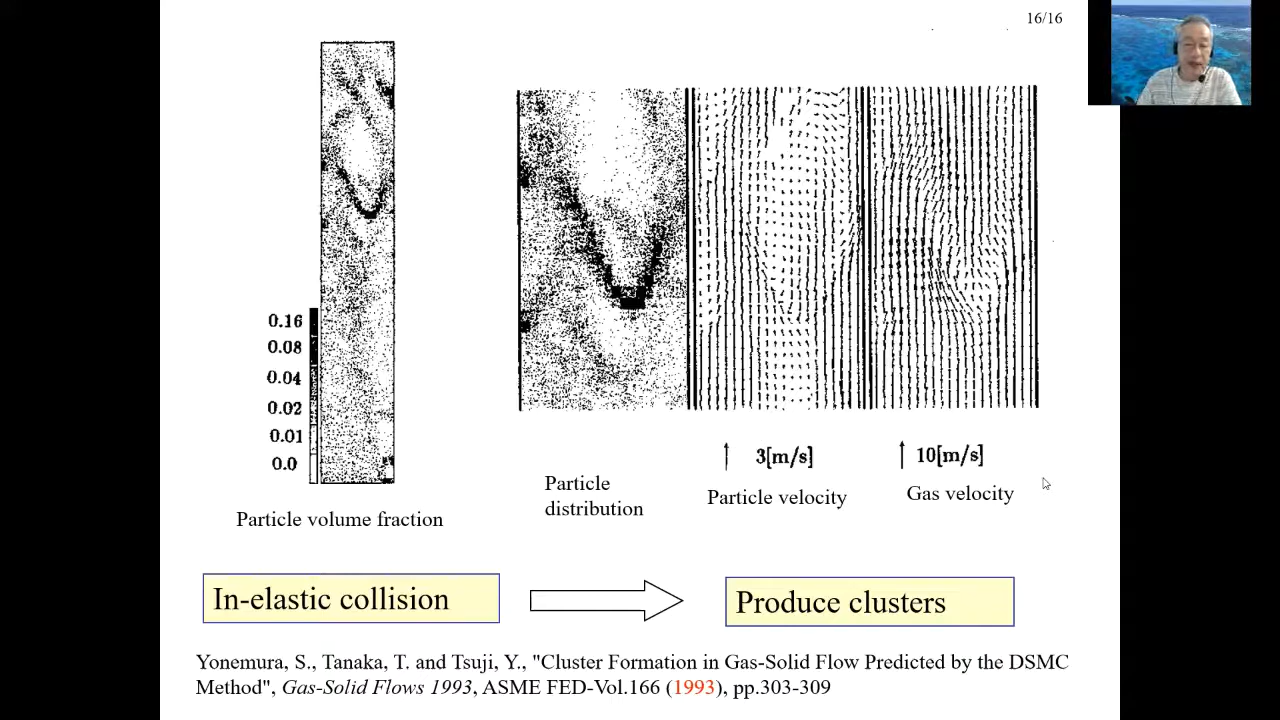 16/16
0.16
0.08
0.04
0.02
0.01
0.0
3[m/s]
10[m/s]
Particle volume fraction
Particle
distribution
Particle velocity
Gas velocity
In-elastic collision
Produce clusters
Yonemura, S., Tanaka, T. and Tsuji, Y., "Cluster Formation in Gas-Solid Flow Predicted by the DSMC
Method", Gas-Solid Flows 1993, ASME FED-Vol.166 (1993), pp.303-309